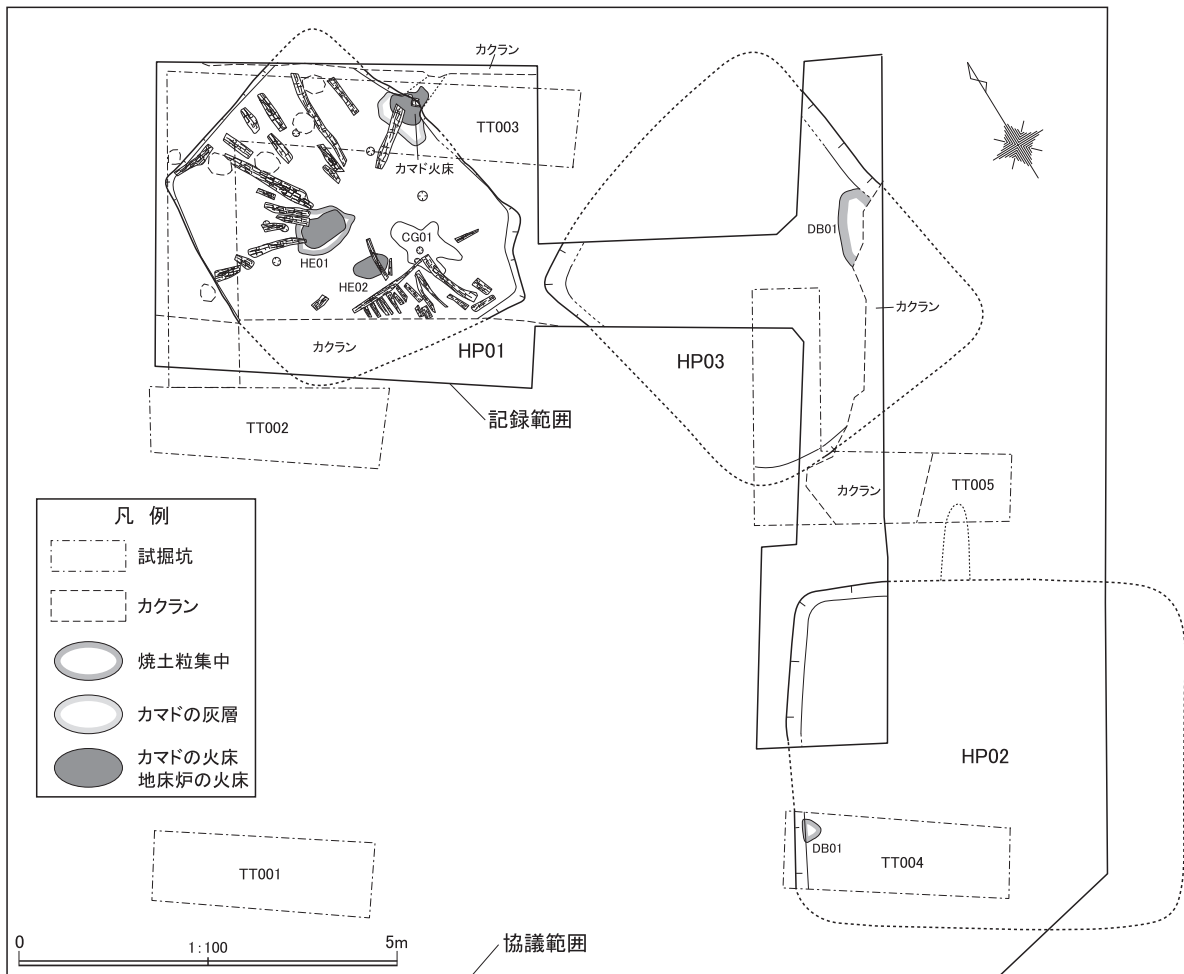 カクラン
TT003
カマド火床
DB01
CG01
HE01
HE02
カクラン
カクラン
HP01
HP03
記録範囲
TT002
カクラン
TT005
凡 例
試掘坑
カクラン
焼土粒集中
カマドの灰層
カマドの火床
地床炉の火床
HP02
DB01
TT004
TT001
0
1:100
5m
協議範囲